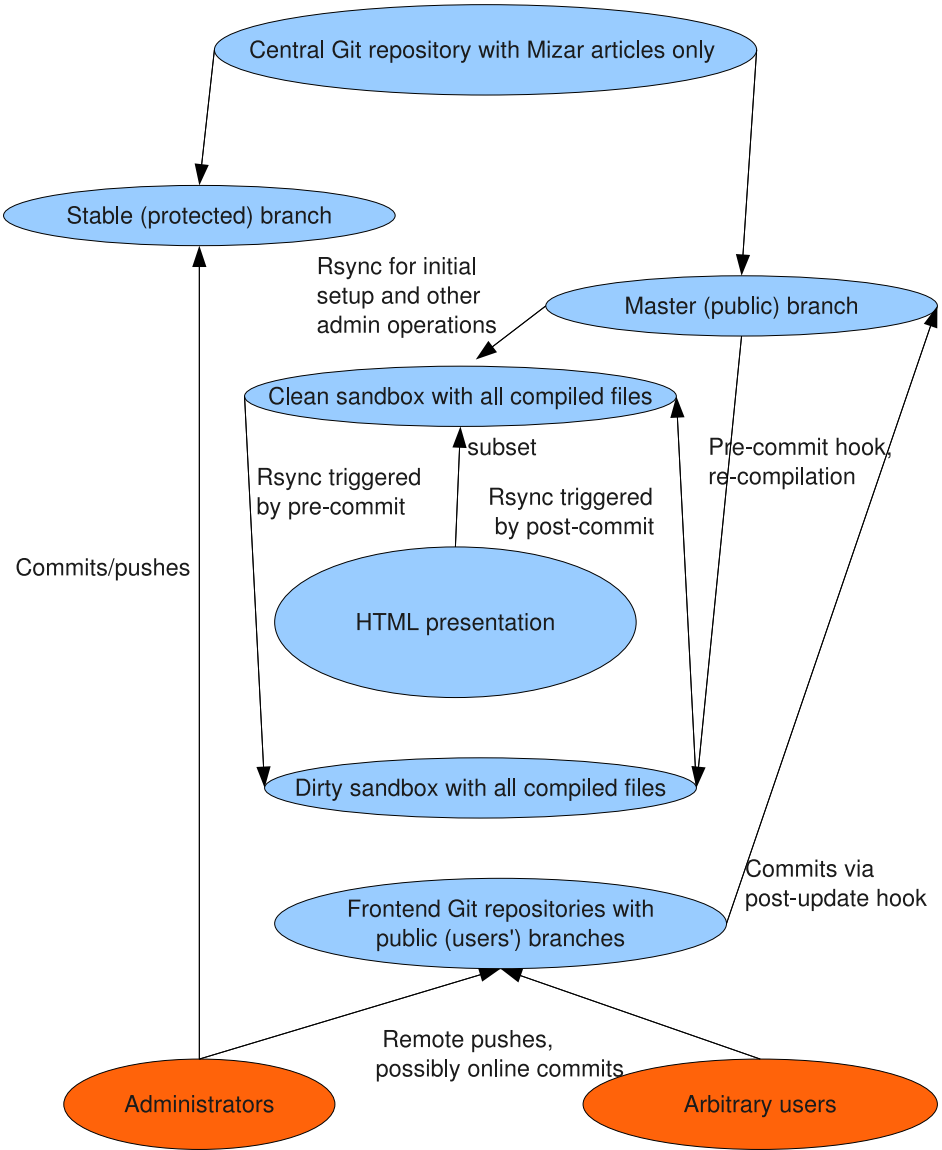 Central Git repository with Mizar articles only
Stable (protected) branch
Rsync for initial
setup and other
admin operations
Master (public) branch
Clean sandbox with all compiled files
subset
Pre-commit hook,
re-compilation
Rsync triggered
by pre-commit
Rsync triggered
by post-commit
Commits/pushes
HTML presentation
Dirty sandbox with all compiled files
Commits via
post-update hook
Frontend Git repositories with
public (users') branches
Remote pushes,
possibly online commits
Administrators
Arbitrary users